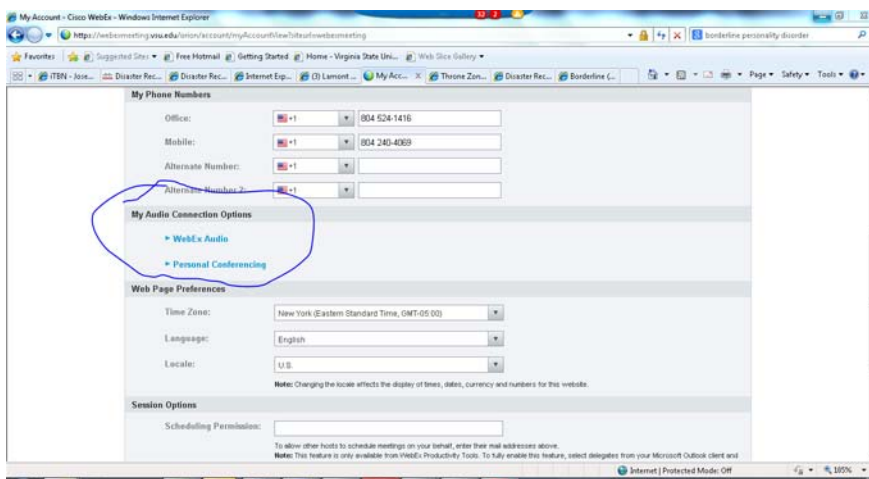 My Account - Cisco WebEx - Windows Internet Explorer
https://webexmeeting.vsu.edu/orion/account/myAccountView?siteurl=webexmeeting
borderline personality disorder
Favorites Suggested Sites Free Hotmail Getting Started Home - Virginia State Uni... Web Slice Gallery
iTBN - Jose... Disaster Rec... Disaster Rec... Internet Exp... (3) Lamont ... My Acc... X Throne Zon... Disaster Rec... Borderline (... Page Safety Tools
My Phone Numbers
Office: +1 804 524-1416
Mobile: +1 804 240-4069
Alternate Number: +1
Alternate Number 2: +1
My Audio Connection Options
WebEx Audio
Personal Conferencing
Web Page Preferences
Time Zone: New York (Eastern Standard Time, GMT-05:00)
Language: English
Locale: U.S.
Note: Changing the locale affects the display of times, dates, currency and numbers for this website.
Session Options
Scheduling Permission:
To allow other hosts to schedule meetings on your behalf, enter their mail addresses above.
Note: This feature is only available from WebEx Productivity Tools. To fully enable this feature, select delegates from your Microsoft Outlook client and
Internet | Protected Mode: Off 105%